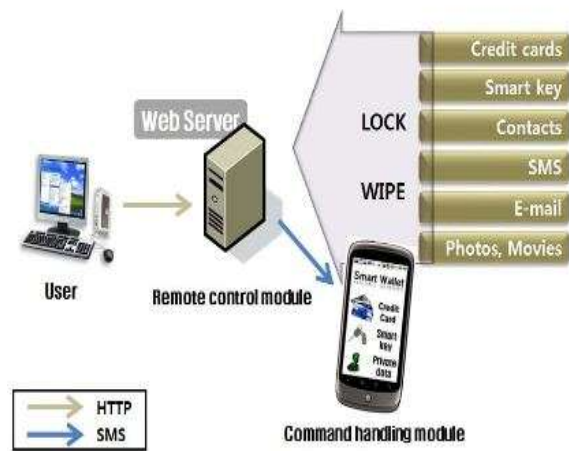 Credit cards
Smart key
Contacts
SMS
E-mail
Photos, Movies
LOCK
WIPE
Web Server
User
Remote control module
Smart Wallet
Credit
Card
Smart
key
Private
data
HTTP
SMS
Command handling module